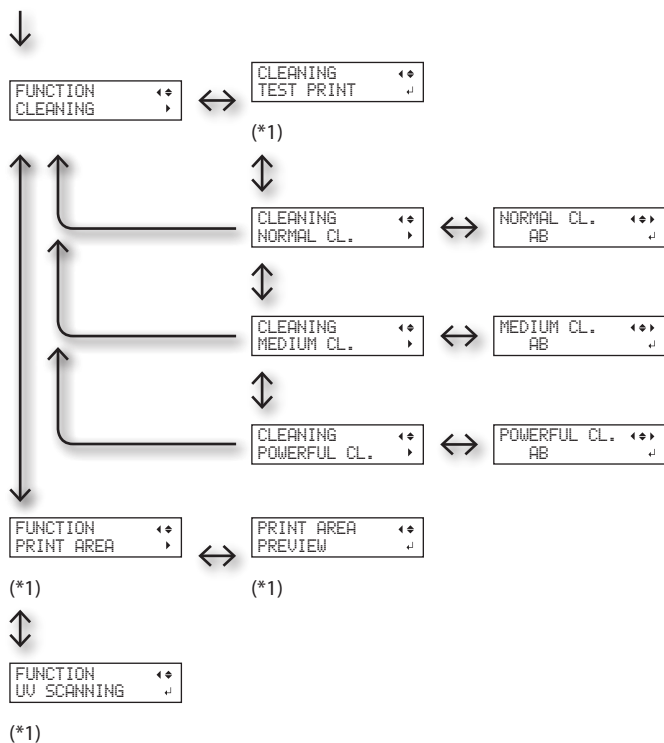 FUNCTION
CLEANING
CLEANING
TEST PRINT
(*1)
CLEANING
NORMAL CL.
NORMAL CL.
AB
CLEANING
MEDIUM CL.
MEDIUM CL.
AB
CLEANING
POWERFUL CL.
POWERFUL CL.
AB
FUNCTION
PRINT AREA
(*1)
PRINT AREA
PREVIEW
(*1)
FUNCTION
UV SCANNING
(*1)